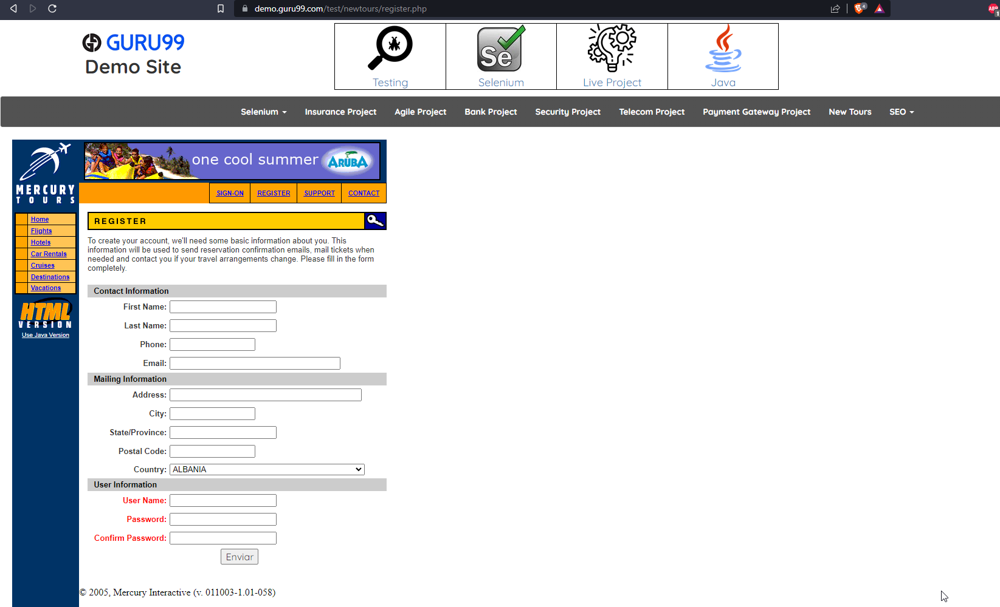 demo.guru99.com/test/newtours/register.php
4
ABP
1
GURU99
Demo Site
Se
Testing
Selenium
Live Project
Java
Selenium
Insurance Project
Agile Project
Bank Project
Security Project
Telecom Project
Payment Gateway Project
New Tours
SEO
MERCURY
TOURS
one cool summer
ARUBA
SIGN-ON
REGISTER
SUPPORT
CONTACT
Home
Flights
Hotels
Car Rentals
Cruises
Destinations
Vacations
HTML
VERSION
Use Java Version
REGISTER
To create your account, we'll need some basic information about you. This
information will be used to send reservation confirmation emails, mail tickets when
needed and contact you if your travel arrangements change. Please fill in the form
completely.
Contact Information
First Name:
Last Name:
Phone:
Email:
Mailing Information
Address:
City:
State/Province:
Postal Code:
Country: ALBANIA
User Information
User Name:
Password:
Confirm Password:
Enviar
© 2005, Mercury Interactive (v. 011003-1.01-058)